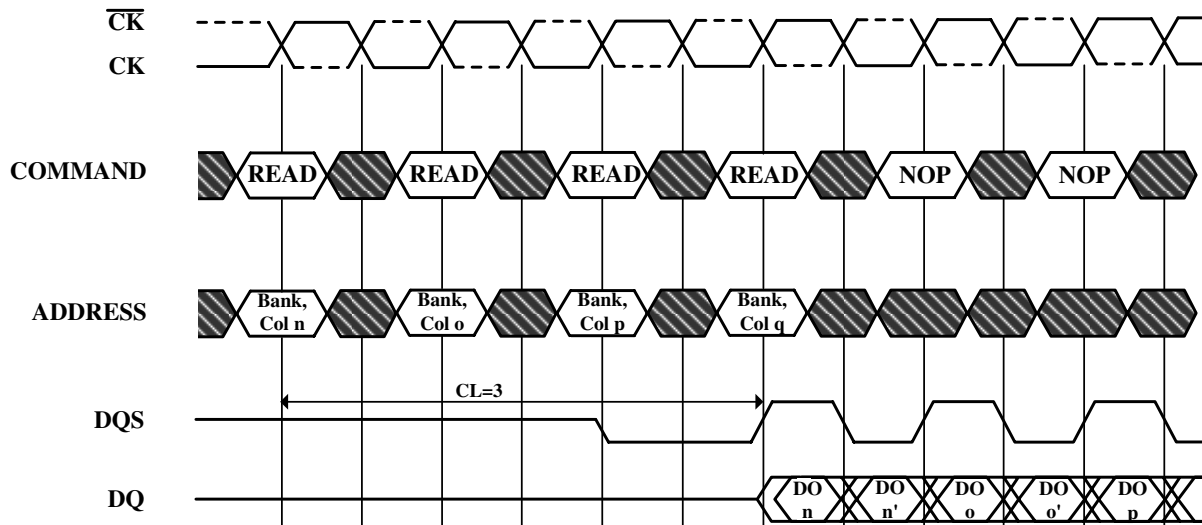 CK
CK
COMMAND
READ READ READ READ NOP NOP
ADDRESS
Bank, Bank, Bank, Bank,
Col n Col o Col p Col q
CL=3
DQS
DQ
DO DO DO DO DO
n n' o o' p